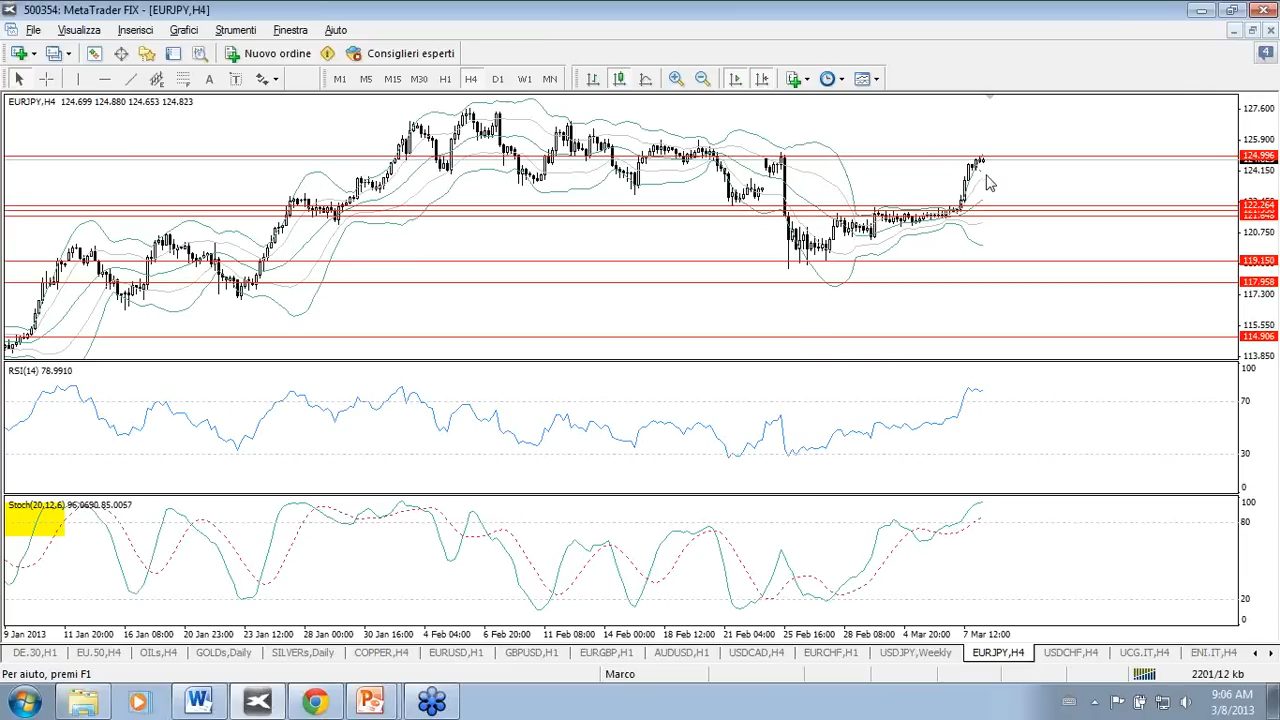 500354: MetaTrader FIX - [EURJPY,H4]
File Visualizza Inserisci Grafici Strumenti Finestra Aiuto
Nuovo ordine Consiglieri esperti 4
A T M1 M5 M15 M30 H1 H4 D1 W1 MN
EURJPY,H4 124.699 124.880 124.653 124.823
127.600
125.900
124.996
124.150
122.264
120.750
119.150
117.958
117.300
115.550
114.906
113.850
RSI(14) 78.9910
100
70
30
0
Stoch(20,12,6) 96.0690 85.0057
100
80
20
0
9 Jan 2013 11 Jan 20:00 16 Jan 08:00 20 Jan 23:00 23 Jan 12:00 28 Jan 00:00 30 Jan 16:00 4 Feb 04:00 6 Feb 20:00 11 Feb 08:00 14 Feb 00:00 18 Feb 12:00 21 Feb 04:00 25 Feb 16:00 28 Feb 08:00 4 Mar 20:00 7 Mar 12:00
DE.30,H1 EU.50,H4 OILs,H4 GOLDs,Daily SILVERs,Daily COPPER,H4 EURUSD,H1 GBPUSD,H1 EURGBP,H1 AUDUSD,H1 USDCAD,H4 EURCHF,H1 USDJPY,Weekly EURJPY,H4 USDCHF,H4 UCG.IT,H4 ENI.IT,H4
Per aiuto, premi F1 Marco 2201/12 kb
9:06 AM
3/8/2013